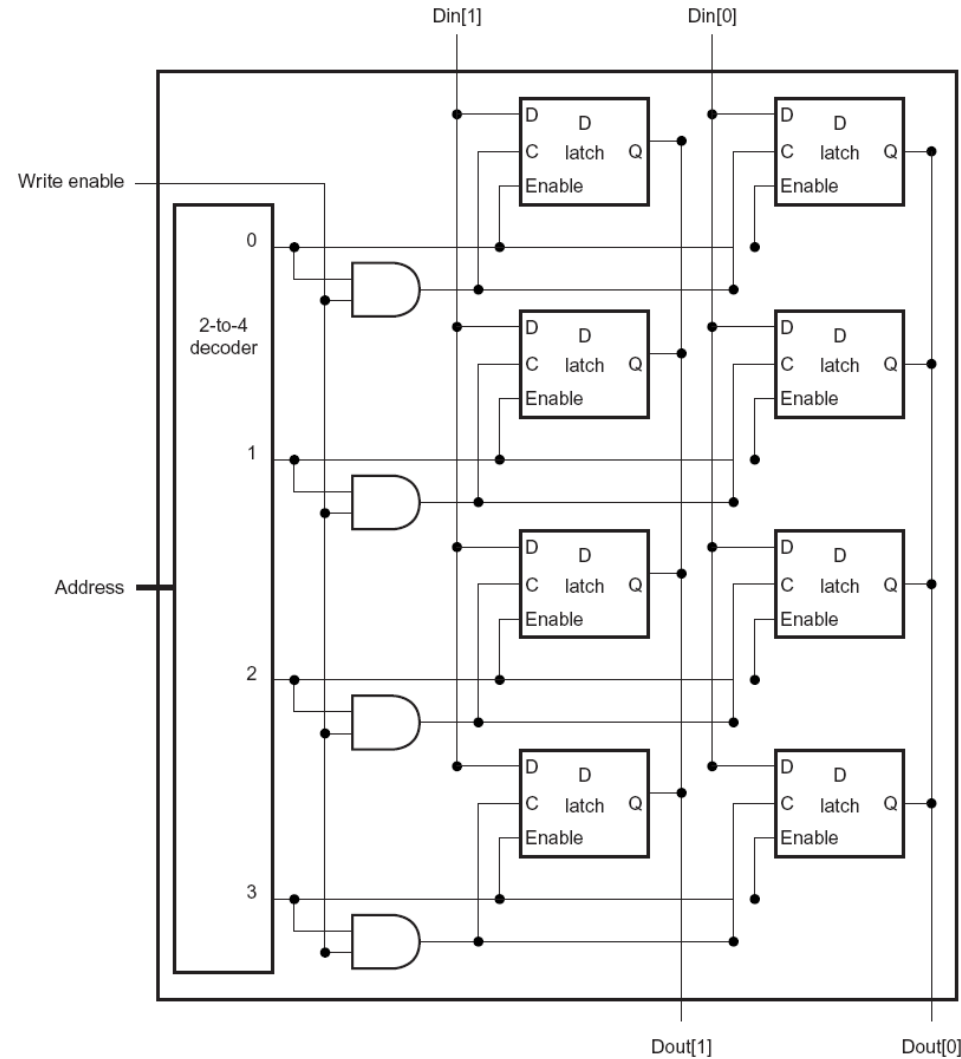 Din[1]
Din[0]
D
D
latch
C
Q
Enable
D
D
latch
C
Q
Enable
Write enable
0
2-to-4
decoder
D
D
latch
C
Q
Enable
D
D
latch
C
Q
Enable
1
D
D
latch
C
Q
Enable
D
D
latch
C
Q
Enable
Address
2
D
D
latch
C
Q
Enable
D
D
latch
C
Q
Enable
3
Dout[1]
Dout[0]